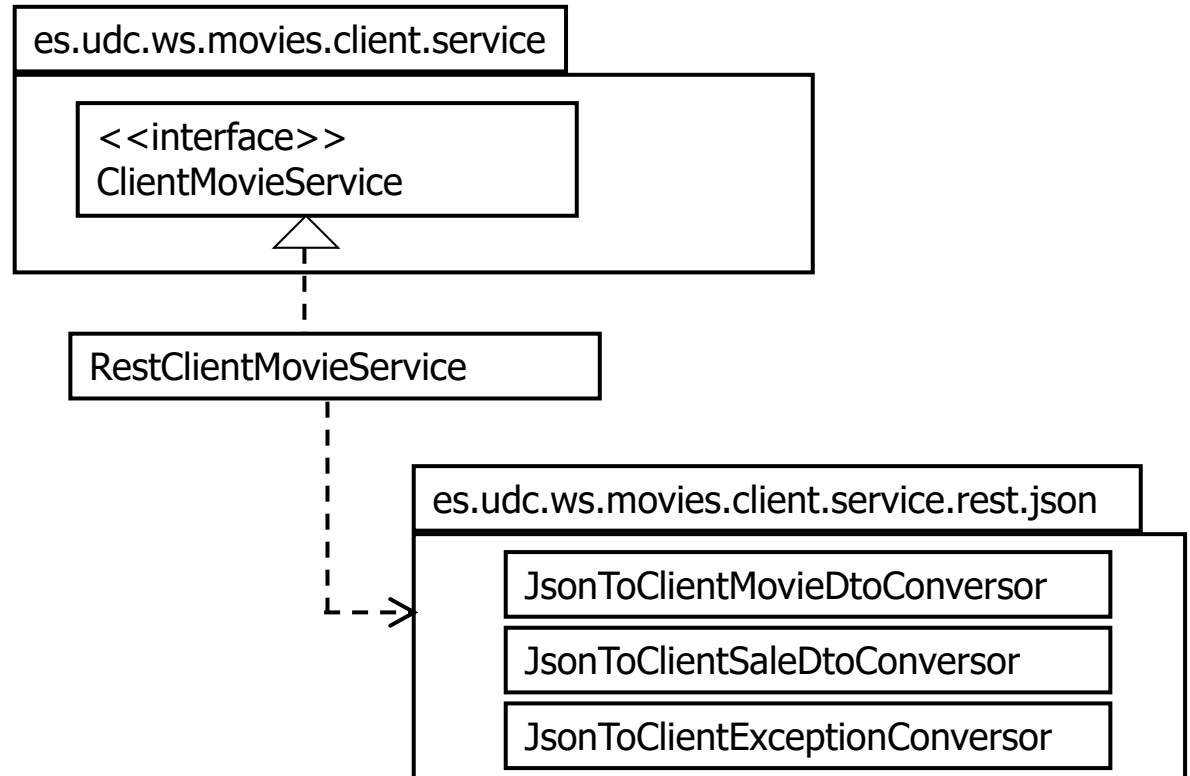 es.udc.ws.movies.client.service
<<interface>>
ClientMovieService
RestClientMovieService
es.udc.ws.movies.client.service.rest.json
JsonToClientMovieDtoConversor
JsonToClientSaleDtoConversor
JsonToClientExceptionConversor